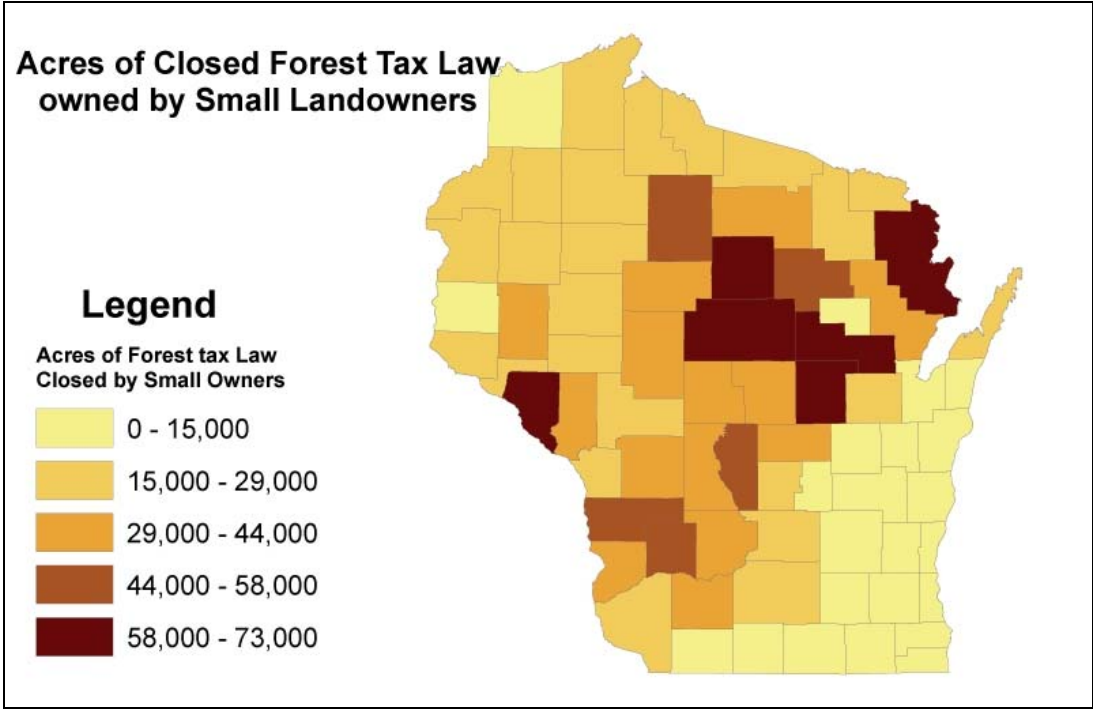 Acres of Closed Forest Tax Law
owned by Small Landowners
Legend
Acres of Forest tax Law
Closed by Small Owners
0 - 15,000
15,000 - 29,000
29,000 - 44,000
44,000 - 58,000
58,000 - 73,000